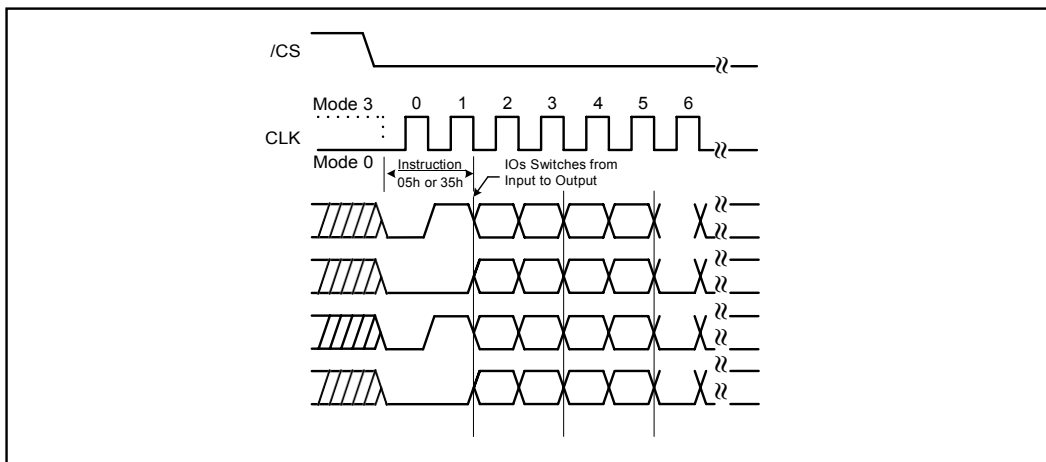 /CS
Mode 3 0 1 2 3 4 5 6
CLK
Mode 0
Instruction
05h or 35h
IOs Switches from
Input to Output